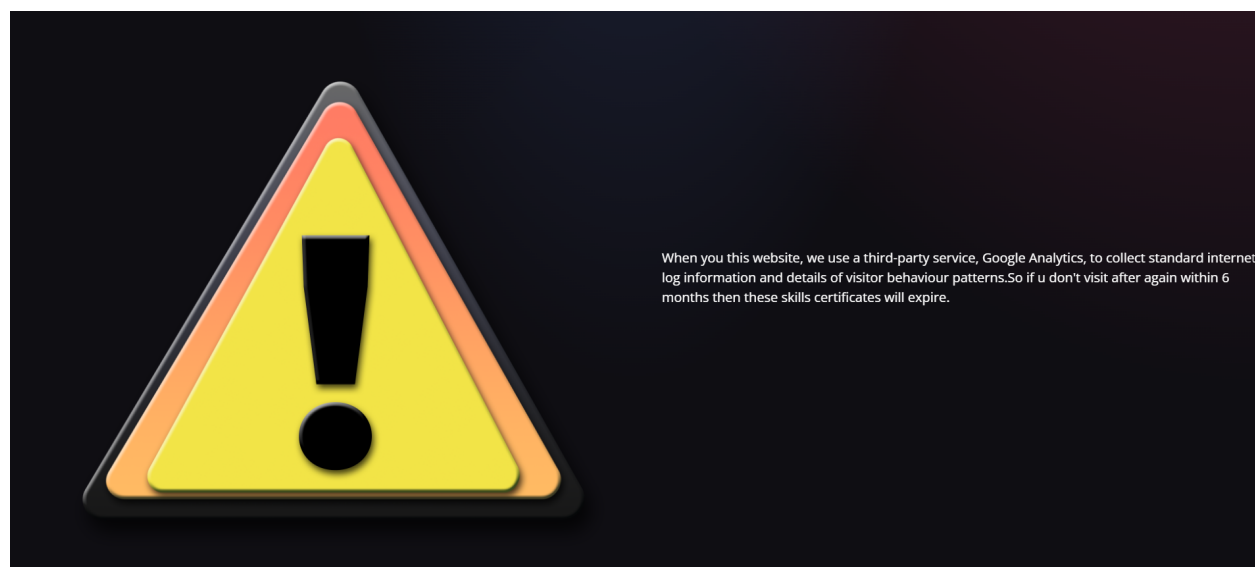 When you this website, we use a third-party service, Google Analytics, to collect standard internet
log information and details of visitor behaviour patterns.So if u don't visit after again within 6
months then these skills certificates will expire.